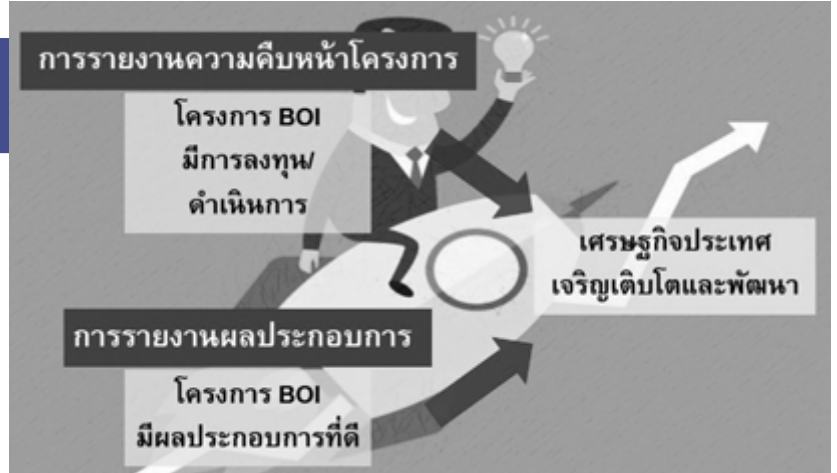 การรายงานความคืบหน้าโครงการ
โครงการ BOI
มีการลงทุน/
ดำเนินการ
เศรษฐกิจประเทศ
เจริญเติบโตและพัฒนา
การรายงานผลประกอบการ
โครงการ BOI
มีผลประกอบการที่ดี